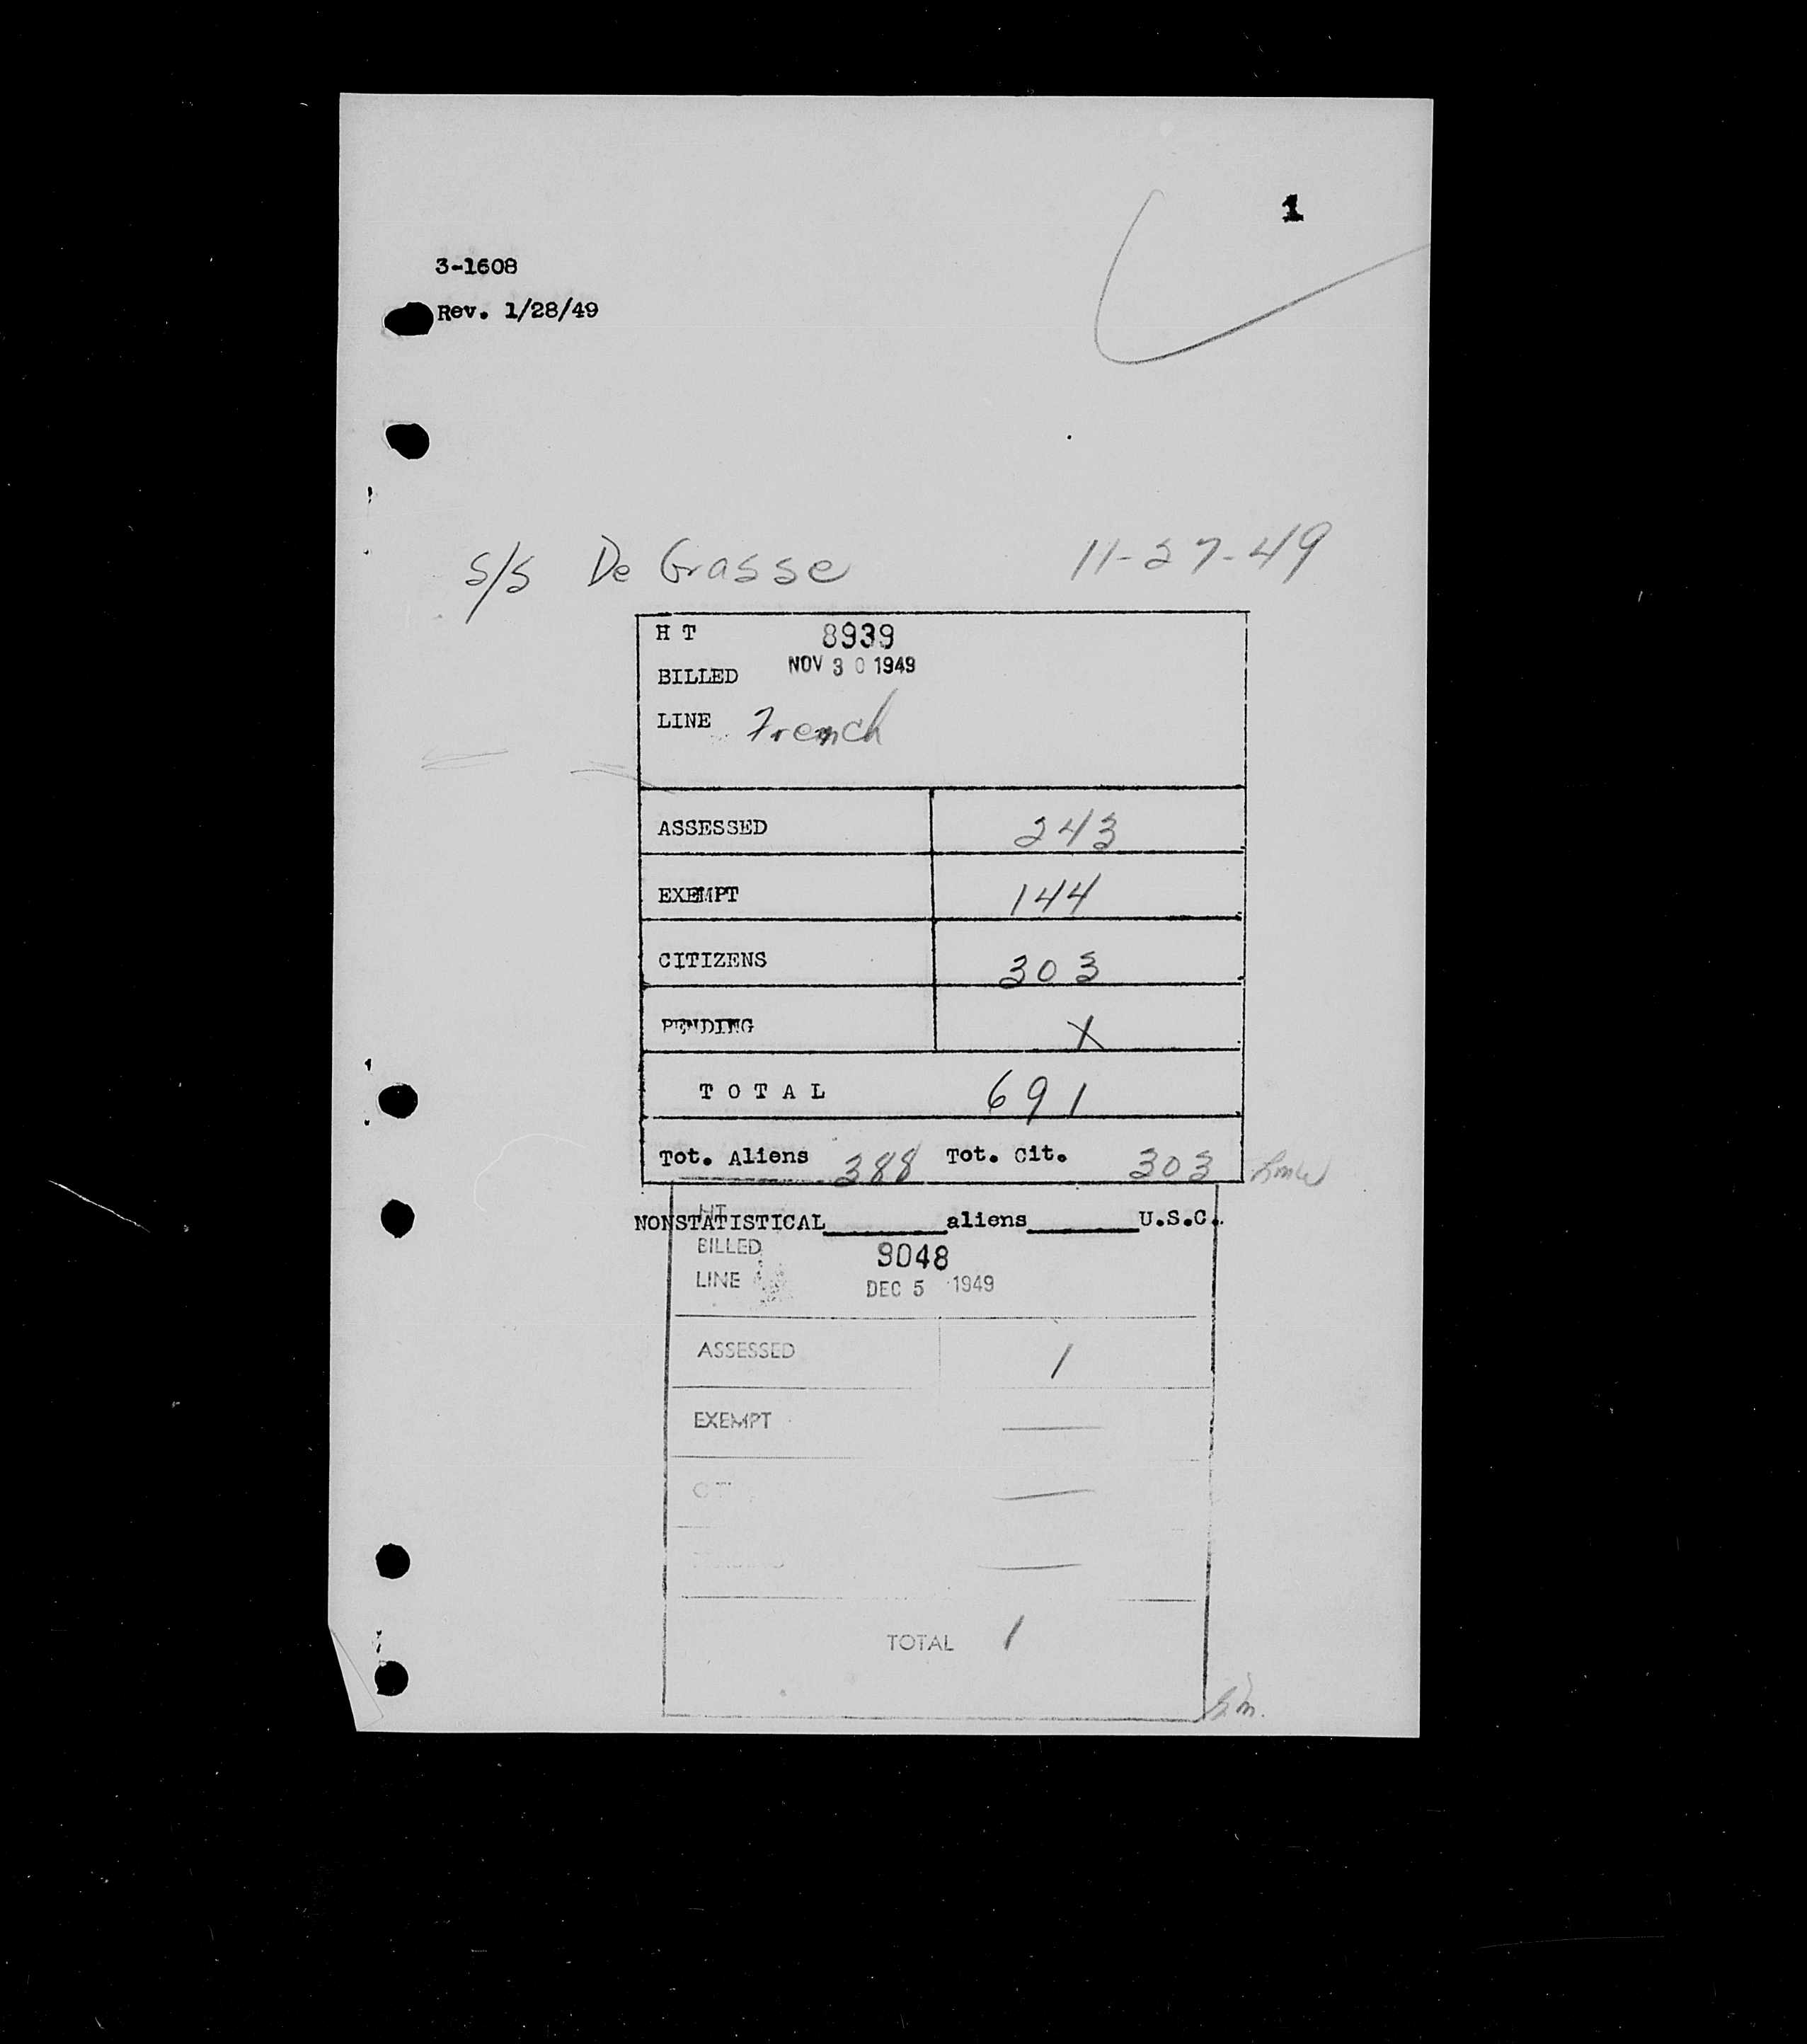 1
3-1608
Rev. 1/28/49
S/S De Grasse 11-27-49
H T 8939
BILLED NOV 30 1949
LINE French
ASSESSED 243
EXEMPT 144
CITIZENS 303
PENDING X
TOTAL 691
Tot. Aliens 388 Tot. Cit. 303
HT
NONSTATISTICAL________aliens________U.S.C.
BILLED 9048
LINE DEC 5 1949
ASSESSED 1
EXEMPT —
—
—
TOTAL 1